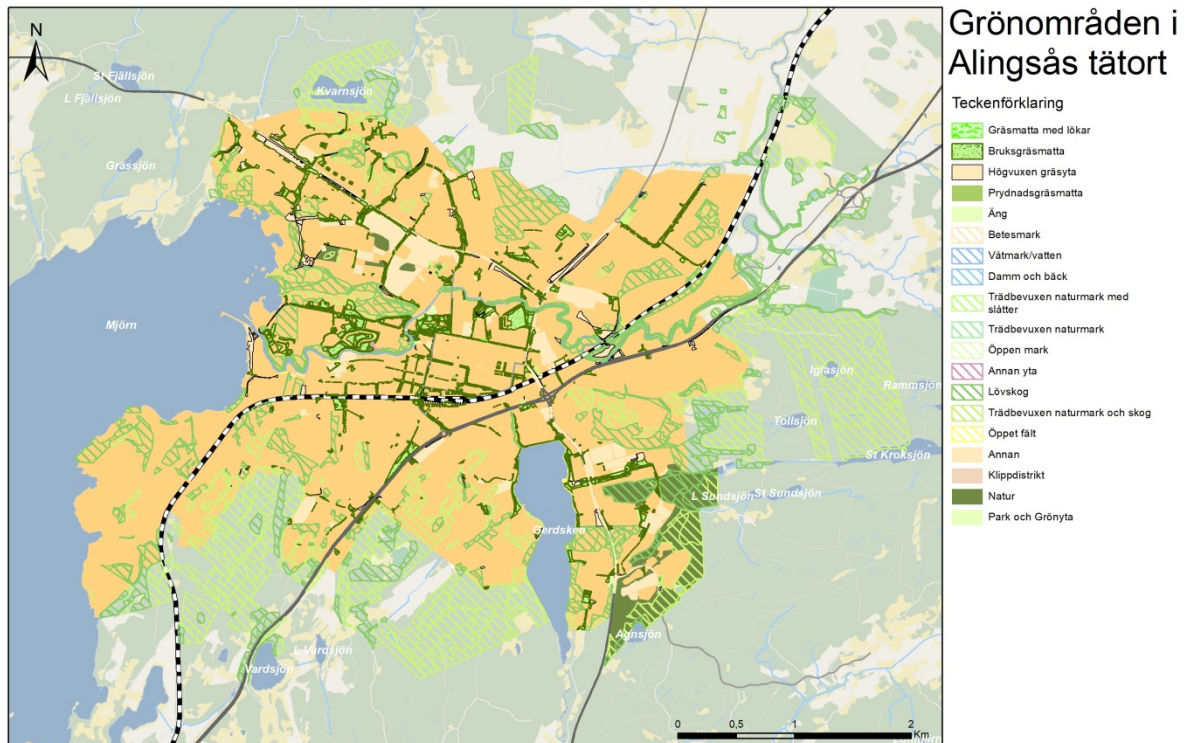 Grönområden i
Alingsås tätort
Teckenförklaring
Gräsmatta med lökar
Bruksgräsmatta
Högvuxen gräsyta
Prydnadsgräsmatta
Äng
Betesmark
Våtmark/vatten
Damm och bäck
Trädbevuxen naturmark med
slåtter
Trädbevuxen naturmark
Öppen mark
Annan yta
Lövskog
Trädbevuxen naturmark och skog
Öppet fält
Annan
Klippdistrikt
Natur
Park och Grönyta
N
St Fjällsjön
L Fjällsjön
Kvarnsjön
Grässjön
Mjörn
Iglasjön
Rammsjön
Tollsjön
St Kroksjön
L Sundsjön
St Sundsjön
Gerdsken
Agnsjön
L Vardsjön
Vardsjön
0 0,5 1 2
Km